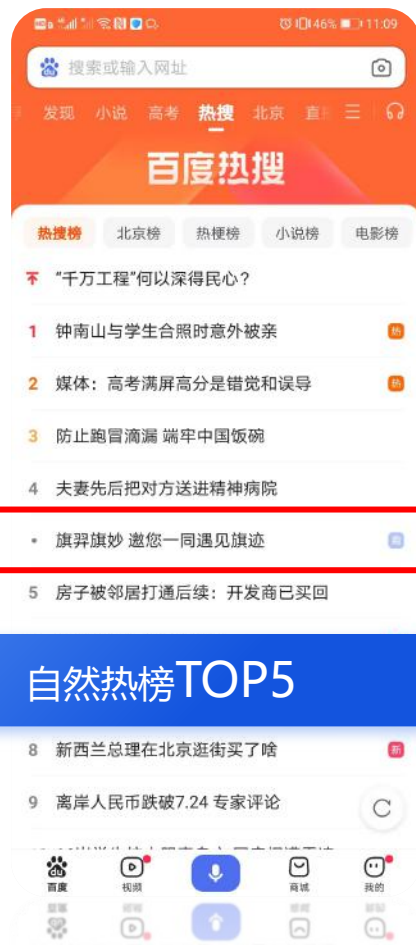 46% 11:09
搜索或输入网址
发现 小说 高考 热搜 北京 直
百度热搜
热搜榜 北京榜 热梗榜 小说榜 电影榜
“千万工程”何以深得民心?
1 钟南山与学生合照时意外被亲 热
2 媒体：高考满屏高分是错觉和误导 热
3 防止跑冒滴漏 端牢中国饭碗
4 夫妻先后把对方送进精神病院
• 旗羿旗妙 邀您一同遇见旗迹 商
5 房子被邻居打通后续：开发商已买回
自然热榜TOP5
8 新西兰总理在北京逛街买了啥 新
9 离岸人民币跌破7.24 专家评论
百度 视频 商城 我的